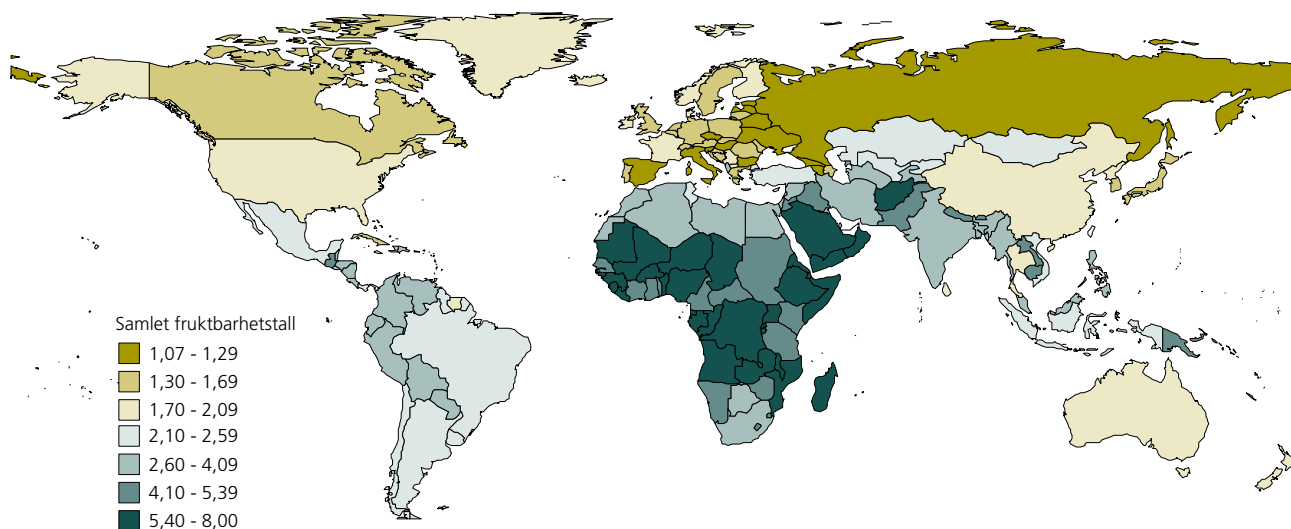 Samlet fruktbarhetstall
1,07 - 1,29
1,30 - 1,69
1,70 - 2,09
2,10 - 2,59
2,60 - 4,09
4,10 - 5,39
5,40 - 8,00